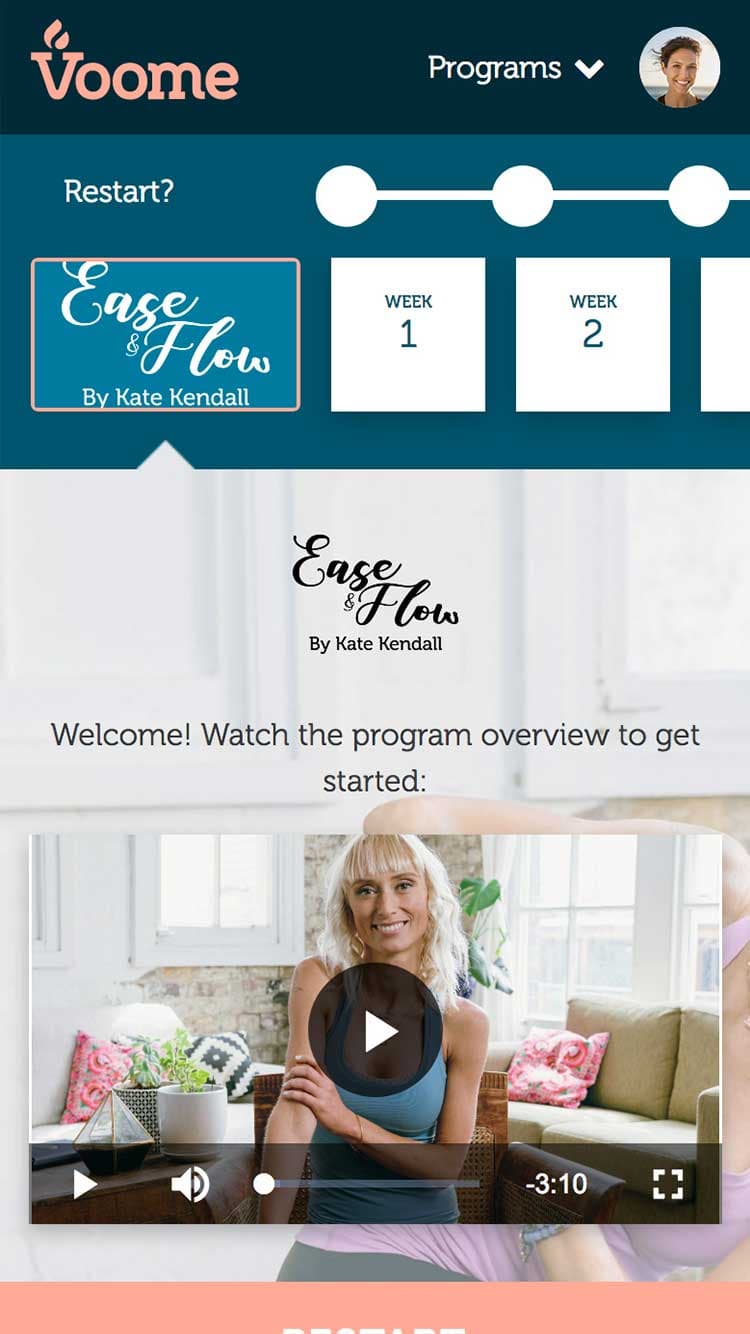 Voome
Programs
Restart?
Ease
& Flow
By Kate Kendall
WEEK
1
WEEK
2
Ease
& Flow
By Kate Kendall
Welcome! Watch the program overview to get
started:
-3:10
RESTART